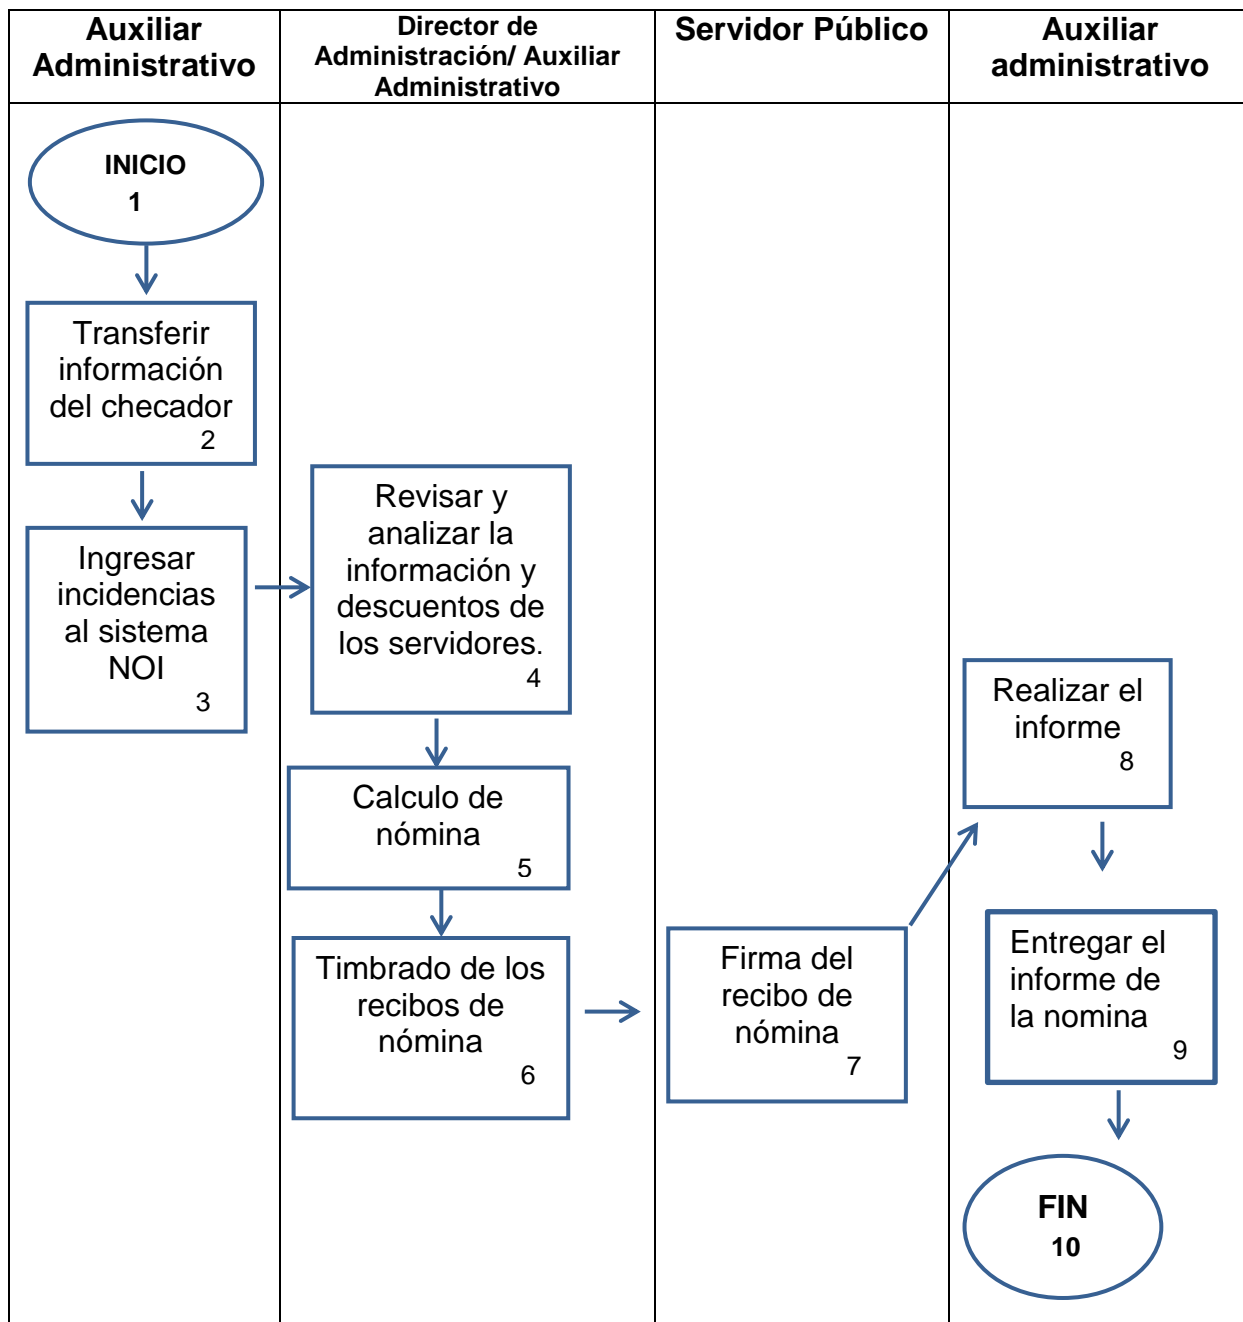 Auxiliar
Administrativo
Director de
Administración/ Auxiliar
Administrativo
Servidor Público
Auxiliar
administrativo
INICIO
1
Transferir
información
del checador
2
Ingresar
incidencias
al sistema
NOI
3
Revisar y
analizar la
información y
descuentos de
los servidores.
4
Calculo de
nómina
5
Timbrado de los
recibos de
nómina
6
Firma del
recibo de
nómina
7
Realizar el
informe
8
Entregar el
informe de
la nomina
9
FIN
10